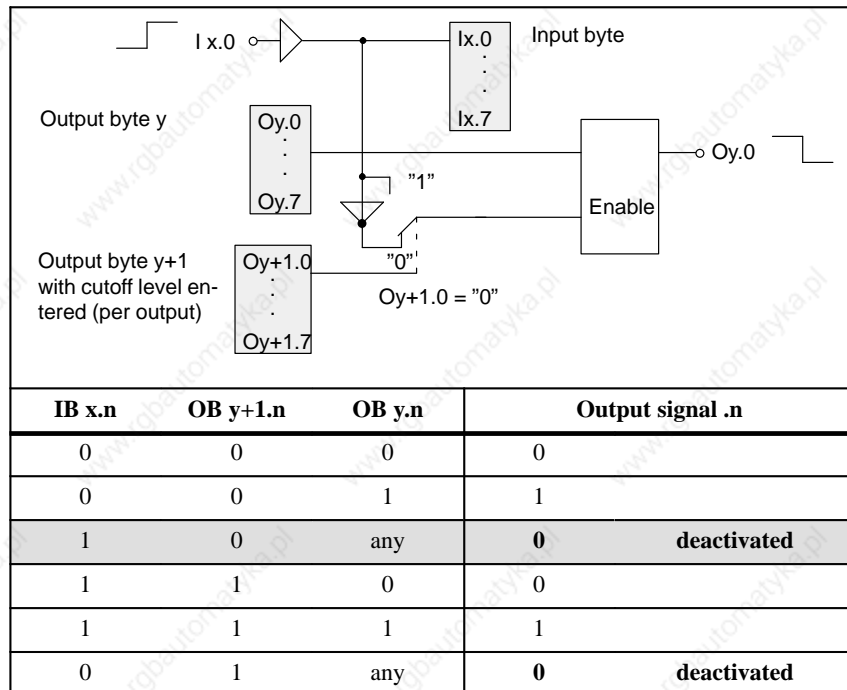 I x.0
Ix.0
Input byte
.
.
.
Ix.7
Output byte y
Oy.0
.
.
.
Oy.7
Oy.0
”1”
Enable
Output byte y+1
with cutoff level en-
tered (per output)
Oy+1.0
.
.
.
Oy+1.7
”0”
Oy+1.0 = ”0”
IB x.n OB y+1.n OB y.n Output signal .n
0 0 0 0
0 0 1 1
1 0 any 0 deactivated
1 1 0 0
1 1 1 1
0 1 any 0 deactivated
www.rgbautomatyka.pl